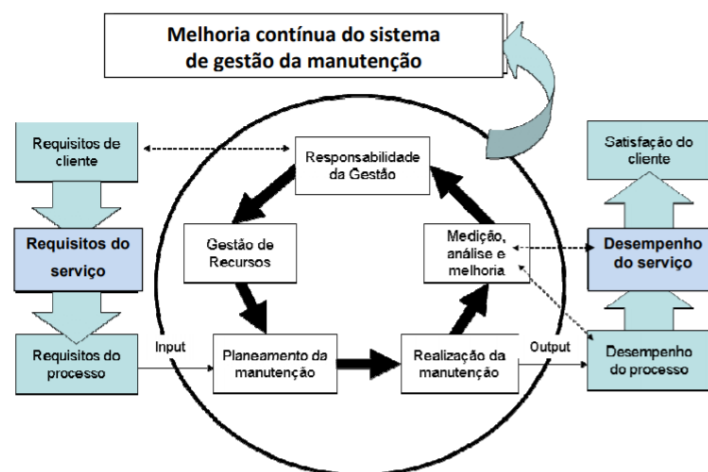 Melhoria contínua do sistema
de gestão da manutenção
Requisitos de
cliente
Responsabilidade
da Gestão
Satisfação do
cliente
Requisitos do
serviço
Gestão de
Recursos
Medição,
análise e
melhoria
Desempenho
do serviço
Requisitos do
processo
Input
Planeamento da
manutenção
Realização da
manutenção
Output
Desempenho
do processo